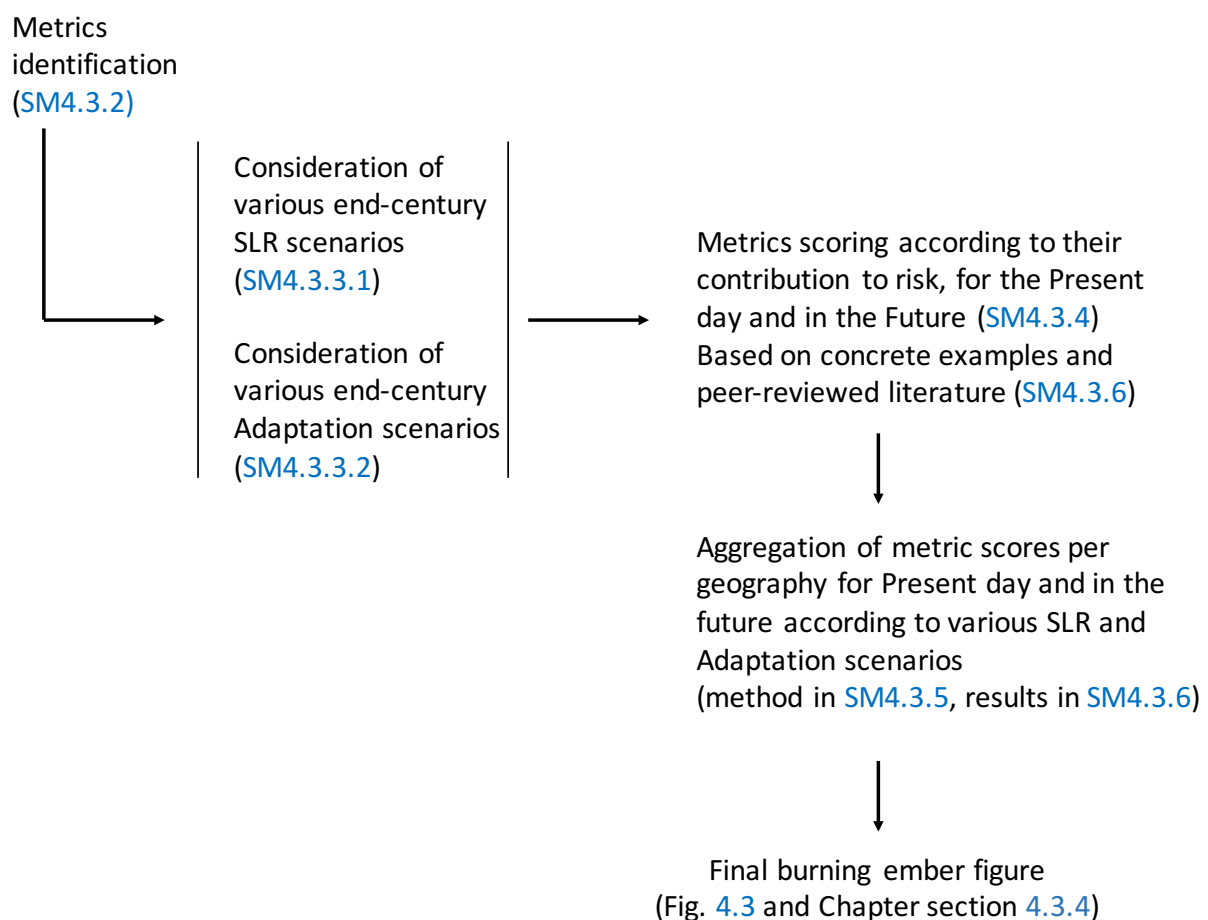 Metrics
identification
(SM4.3.2)
Consideration of
various end-century
SLR scenarios
(SM4.3.3.1)
Consideration of
various end-century
Adaptation scenarios
(SM4.3.3.2)
Metrics scoring according to their
contribution to risk, for the Present
day and in the Future (SM4.3.4)
Based on concrete examples and
peer-reviewed literature (SM4.3.6)
Aggregation of metric scores per
geography for Present day and in the
future according to various SLR and
Adaptation scenarios
(method in SM4.3.5, results in SM4.3.6)
Final burning ember figure
(Fig. 4.3 and Chapter section 4.3.4)